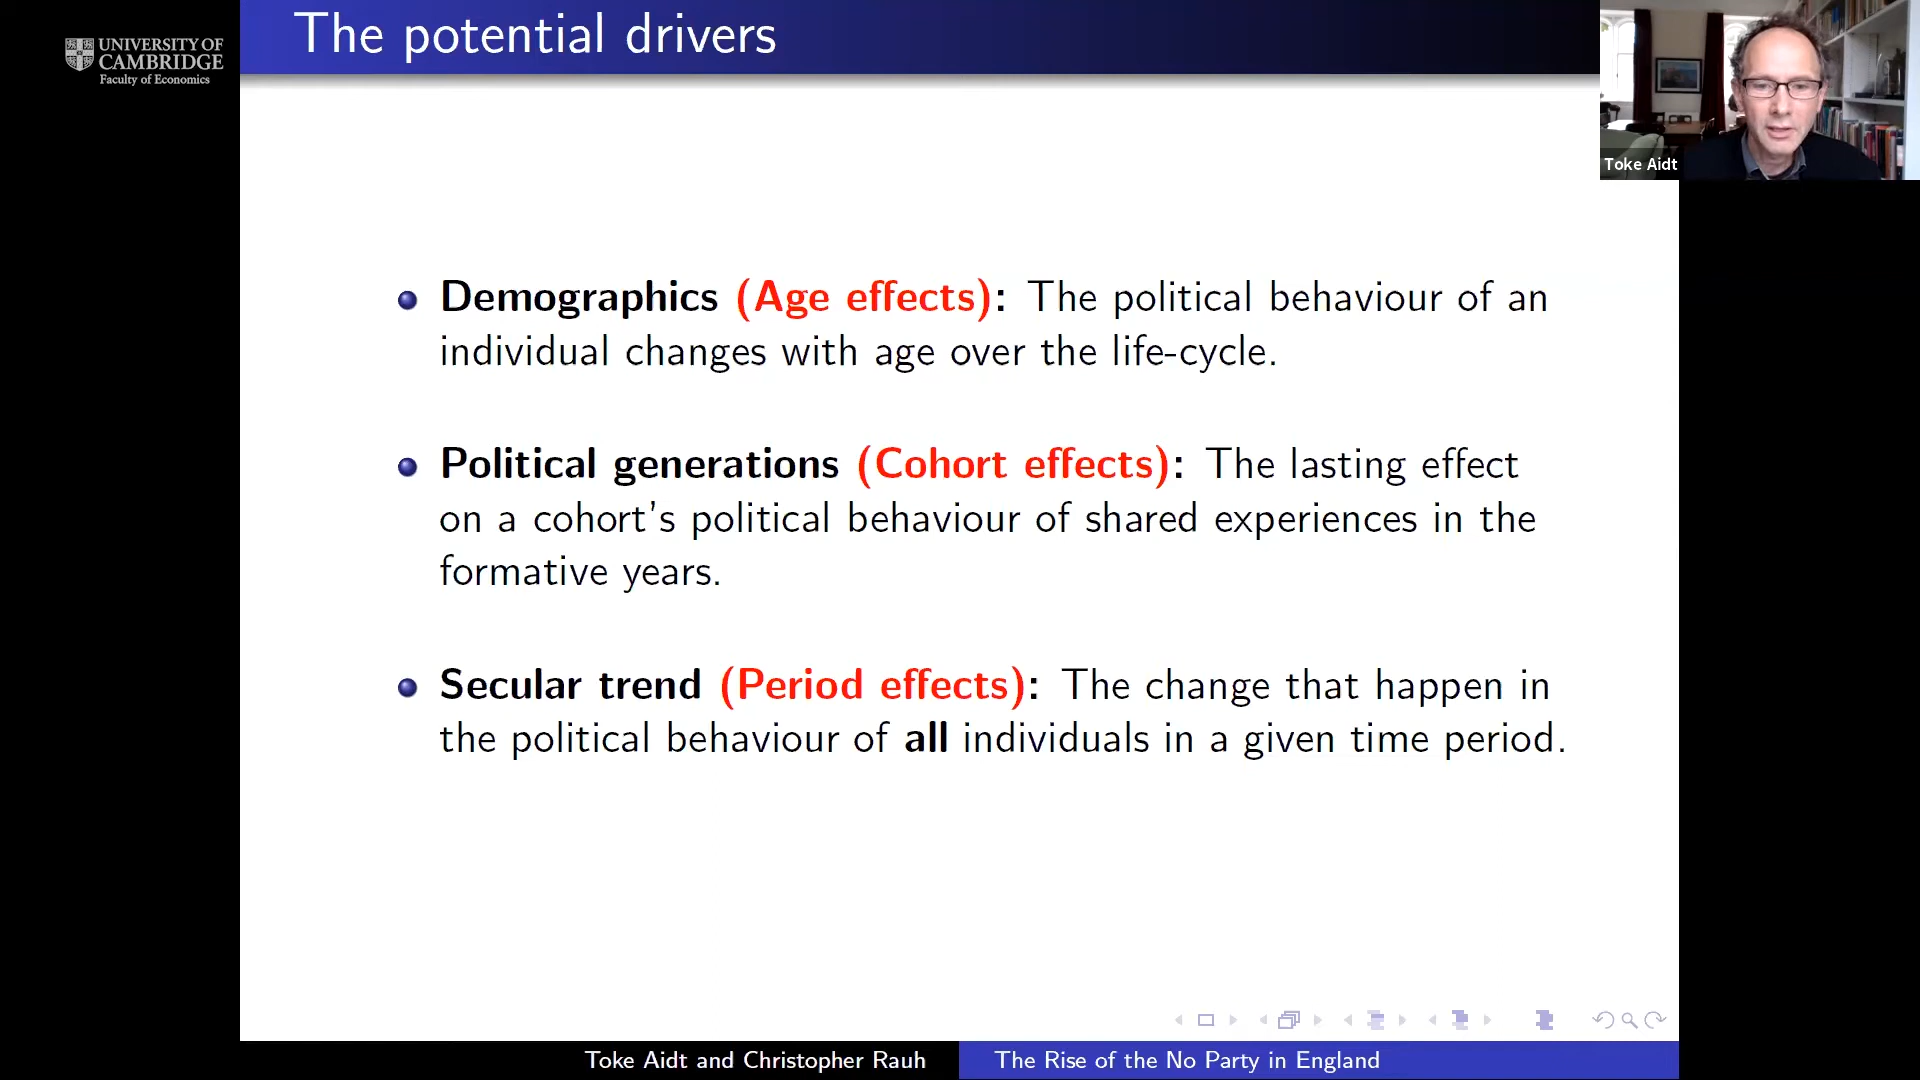 The potential drivers
UNIVERSITY OF
CAMBRIDGE
Faculty of Economics
Toke Aidt
Demographics (Age effects): The political behaviour of an
individual changes with age over the life-cycle.
Political generations (Cohort effects): The lasting effect
on a cohort's political behaviour of shared experiences in the
formative years.
Secular trend (Period effects): The change that happen in
the political behaviour of all individuals in a given time period.
Toke Aidt and Christopher Rauh
The Rise of the No Party in England